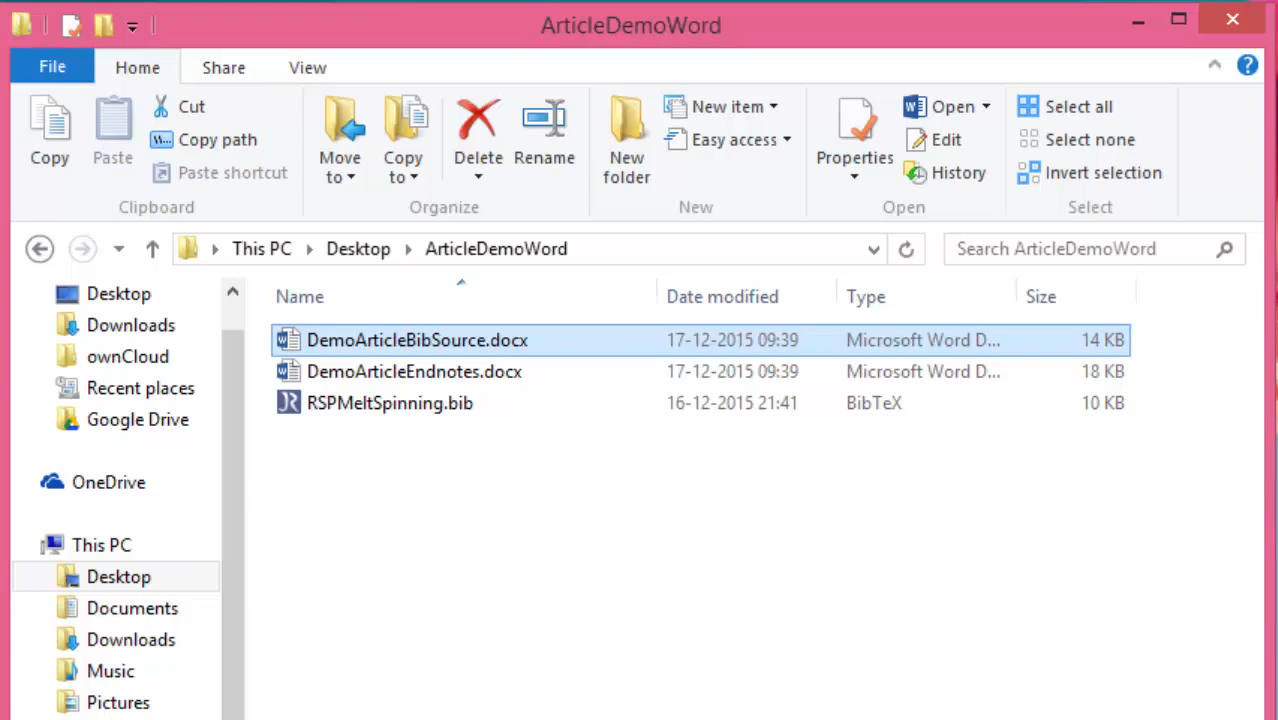 ArticleDemoWord
File Home Share View
Copy
Paste
Cut
Copy path
Paste shortcut
Clipboard
Move to
Copy to
Delete
Rename
Organize
New folder
New item
Easy access
New
Properties
Open
Edit
History
Open
Select all
Select none
Invert selection
Select
This PC Desktop ArticleDemoWord
Search ArticleDemoWord
Desktop
Downloads
ownCloud
Recent places
Google Drive
OneDrive
This PC
Desktop
Documents
Downloads
Music
Pictures
Name Date modified Type Size
DemoArticleBibSource.docx 17-12-2015 09:39 Microsoft Word D... 14 KB
DemoArticleEndnotes.docx 17-12-2015 09:39 Microsoft Word D... 18 KB
RSPMeltSpinning.bib 16-12-2015 21:41 BibTeX 10 KB